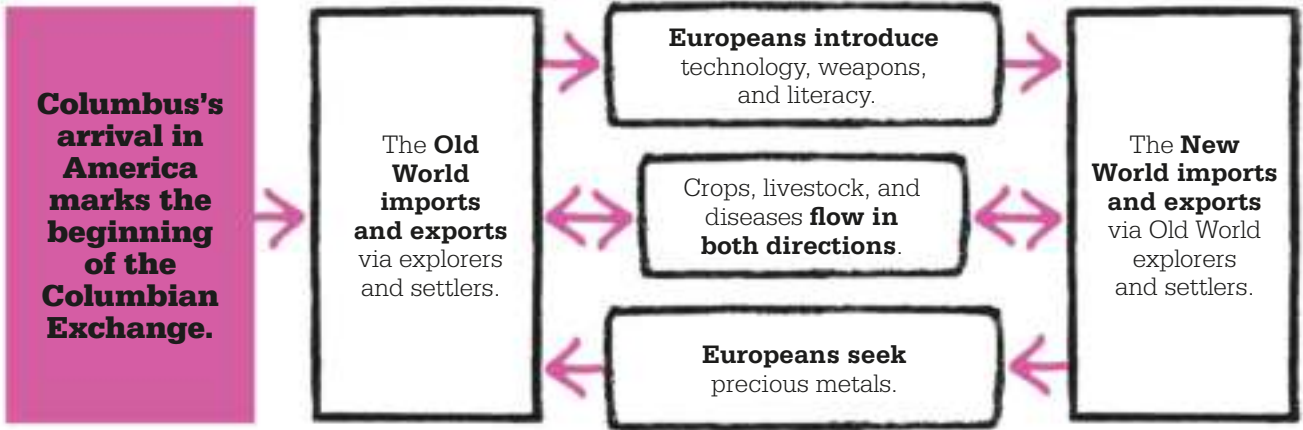 Columbus's
arrival in
America
marks the
beginning
of the
Columbian
Exchange.
The Old
World
imports
and exports
via explorers
and settlers.
Europeans introduce
technology, weapons,
and literacy.
Crops, livestock, and
diseases flow in
both directions.
Europeans seek
precious metals.
The New
World imports
and exports
via Old World
explorers
and settlers.